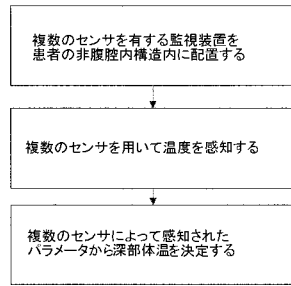 複数のセンサを有する監視装置を
患者の非腹腔内構造内に配置する
複数のセンサを用いて温度を感知する
複数のセンサによって感知された
パラメータから深部体温を決定する